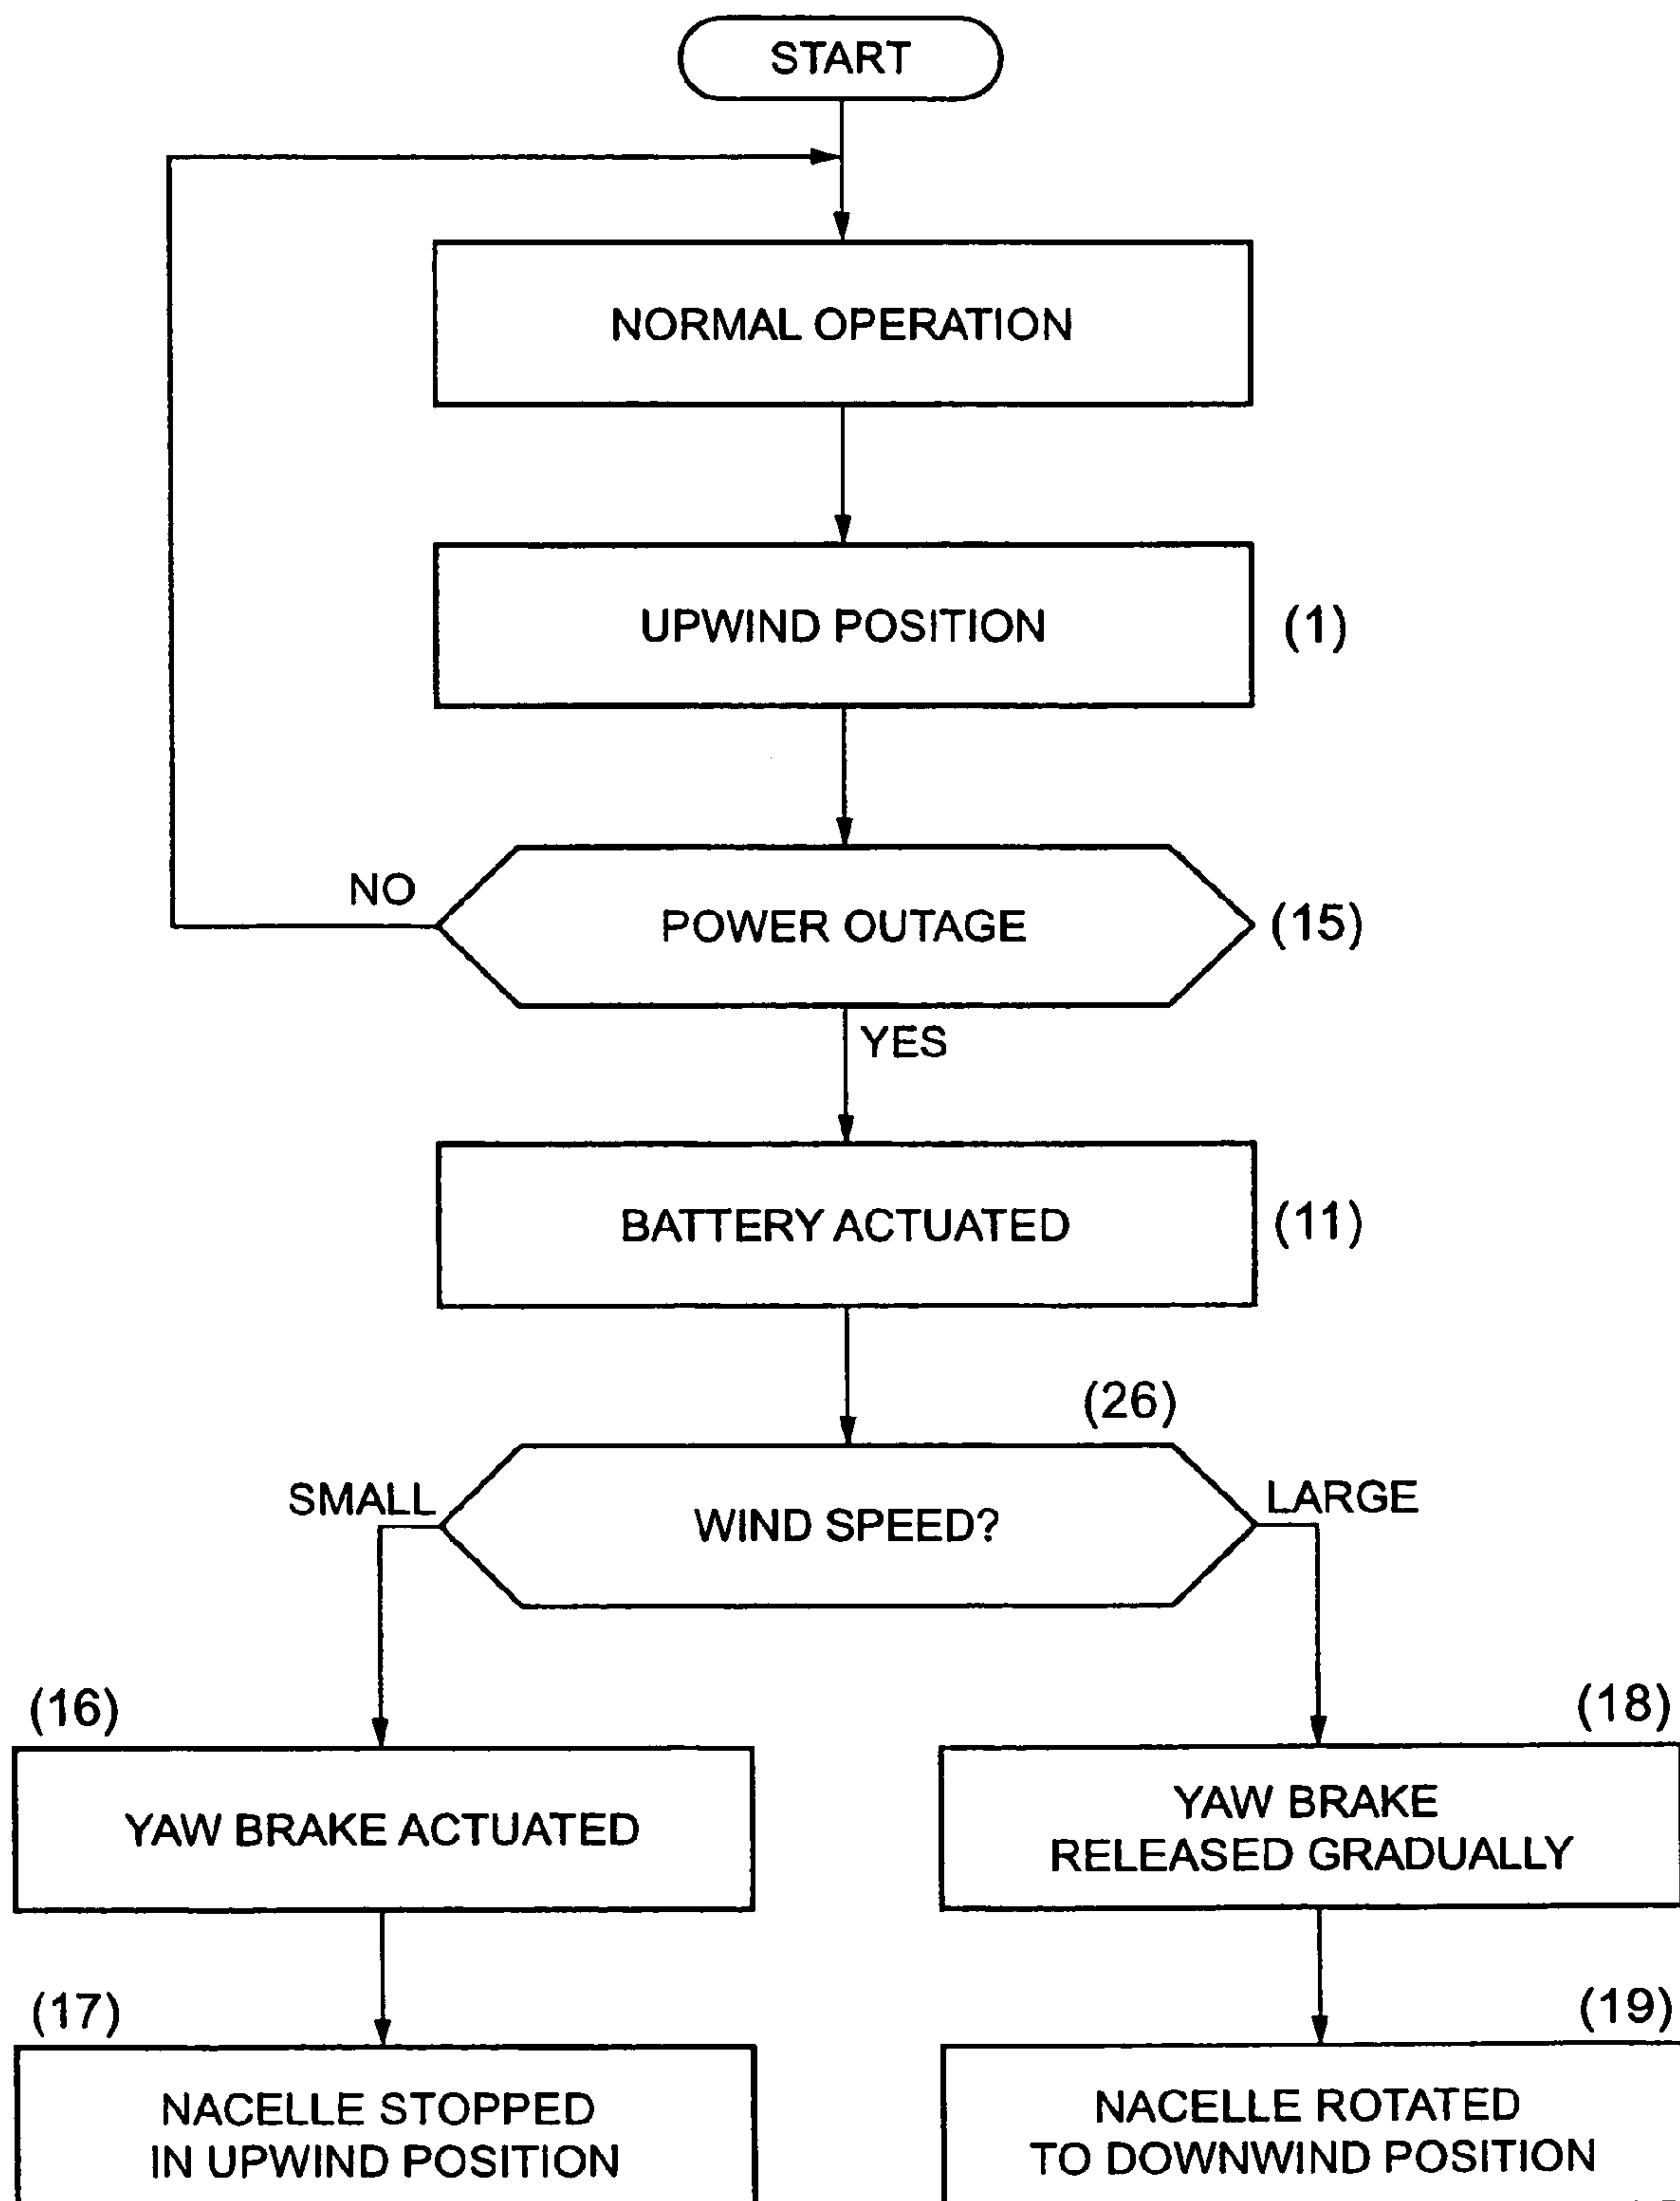 START
NORMAL OPERATION
UPWIND POSITION
(1)
NO
POWER OUTAGE
(15)
YES
BATTERY ACTUATED
(11)
(26)
SMALL
WIND SPEED?
LARGE
(16)
(18)
YAW BRAKE ACTUATED
YAW BRAKE
RELEASED GRADUALLY
(17)
(19)
NACELLE STOPPED
IN UPWIND POSITION
NACELLE ROTATED
TO DOWNWIND POSITION